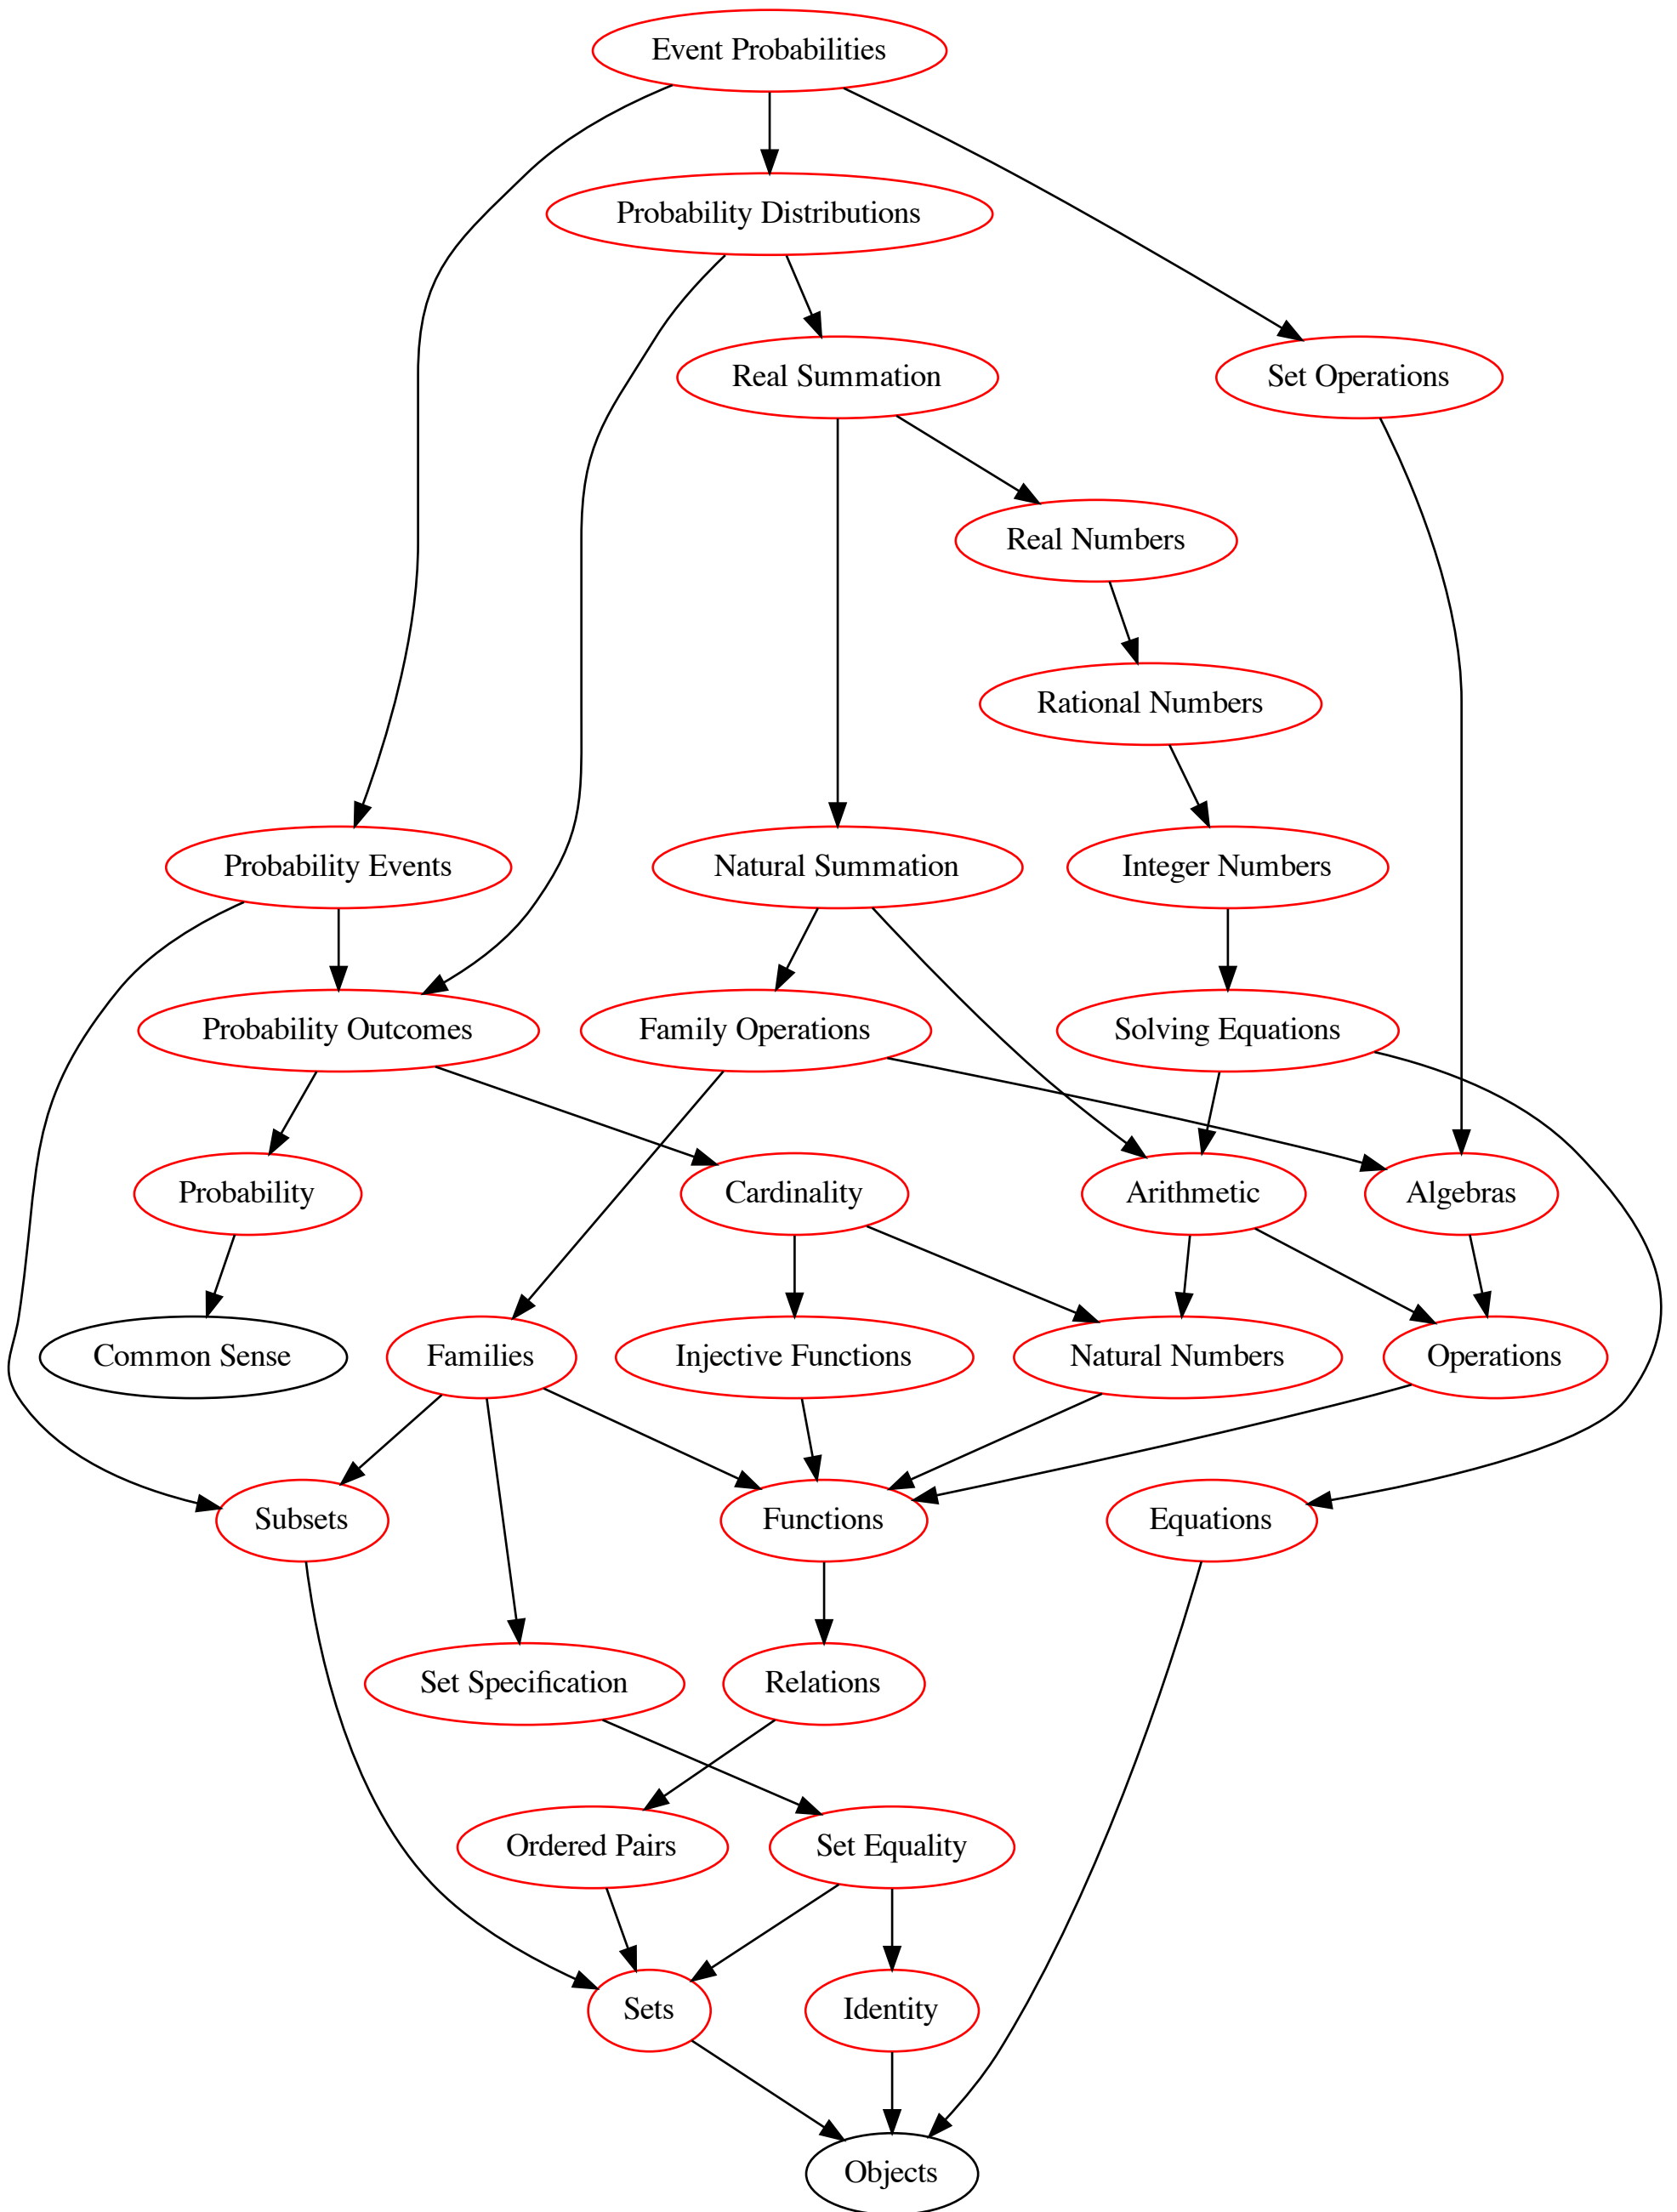 Event Probabilities
Probability Distributions
Real Summation
Set Operations
Real Numbers
Rational Numbers
Probability Events
Natural Summation
Integer Numbers
Probability Outcomes
Family Operations
Solving Equations
Probability
Cardinality
Arithmetic
Algebras
Common Sense
Families
Injective Functions
Natural Numbers
Operations
Subsets
Functions
Equations
Set Specification
Relations
Ordered Pairs
Set Equality
Sets
Identity
Objects